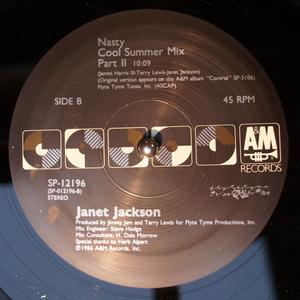 Nasty
Cool Summer Mix
Part II 10:09
(James Harris III-Terry Lewis-Janet Jackson)
(Original version appears on the A&M album "Control" SP-5106)
Flyte Tyme Tunes, Inc. (ASCAP)
SIDE B
45 RPM
A&M
RECORDS
SP-12196
(SP-012196-B)
STEREO
Janet Jackson
Produced by Jimmy Jam and Terry Lewis for Flyte Tyme Productions, Inc.
Mix Engineer: Steve Hodge
Mix Consultant: H. Dale Morrow
Special thanks to Herb Alpert
©1986 A&M Records, Inc.